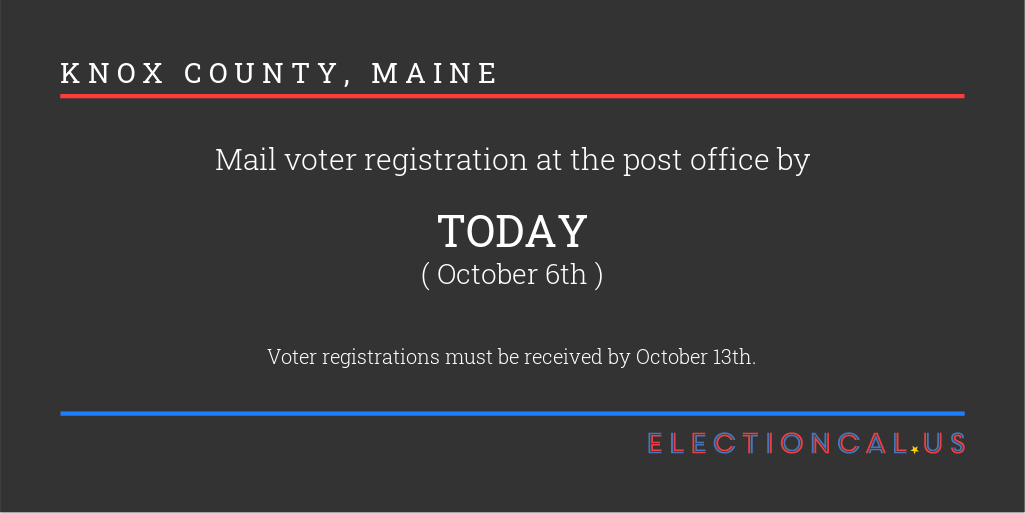 KNOX COUNTY, MAINE
Mail voter registration at the post office by
TODAY
( October 6th )
Voter registrations must be received by October 13th.
ELECTIONCAL.US